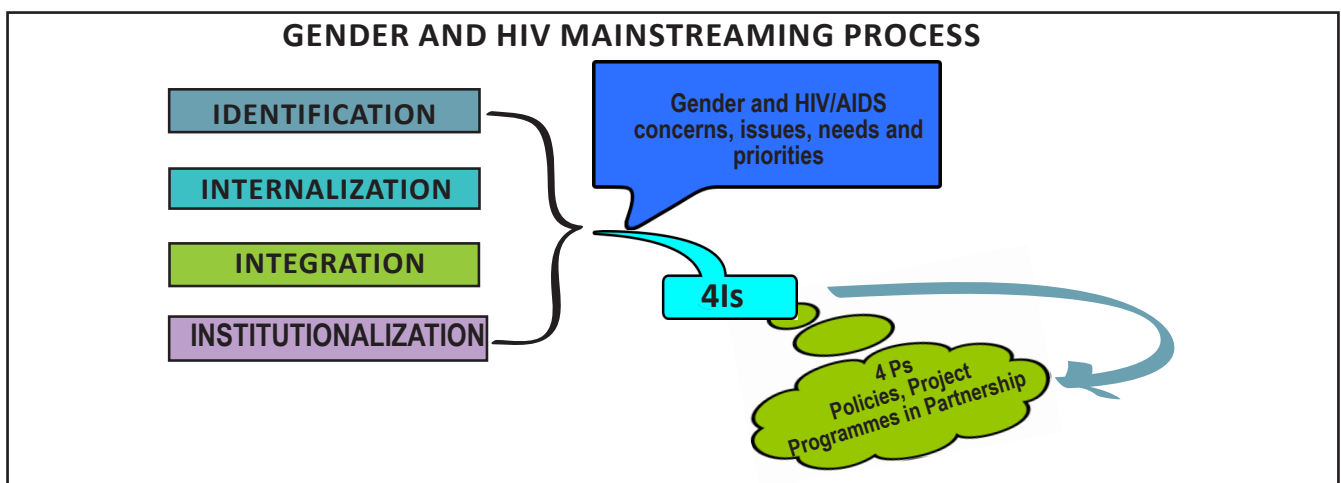 GENDER AND HIV MAINSTREAMING PROCESS
IDENTIFICATION
INTERNALIZATION
INTEGRATION
INSTITUTIONALIZATION
Gender and HIV/AIDS
concerns, issues, needs and
priorities
4Is
4 Ps
Policies, Project
Programmes in Partnership